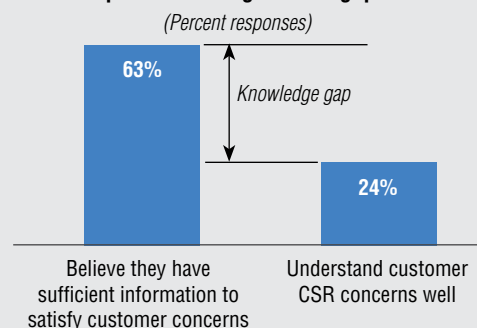 (Percent responses)
63%
Knowledge gap
24%
Believe they have
sufficient information to
satisfy customer concerns
Understand customer
CSR concerns well